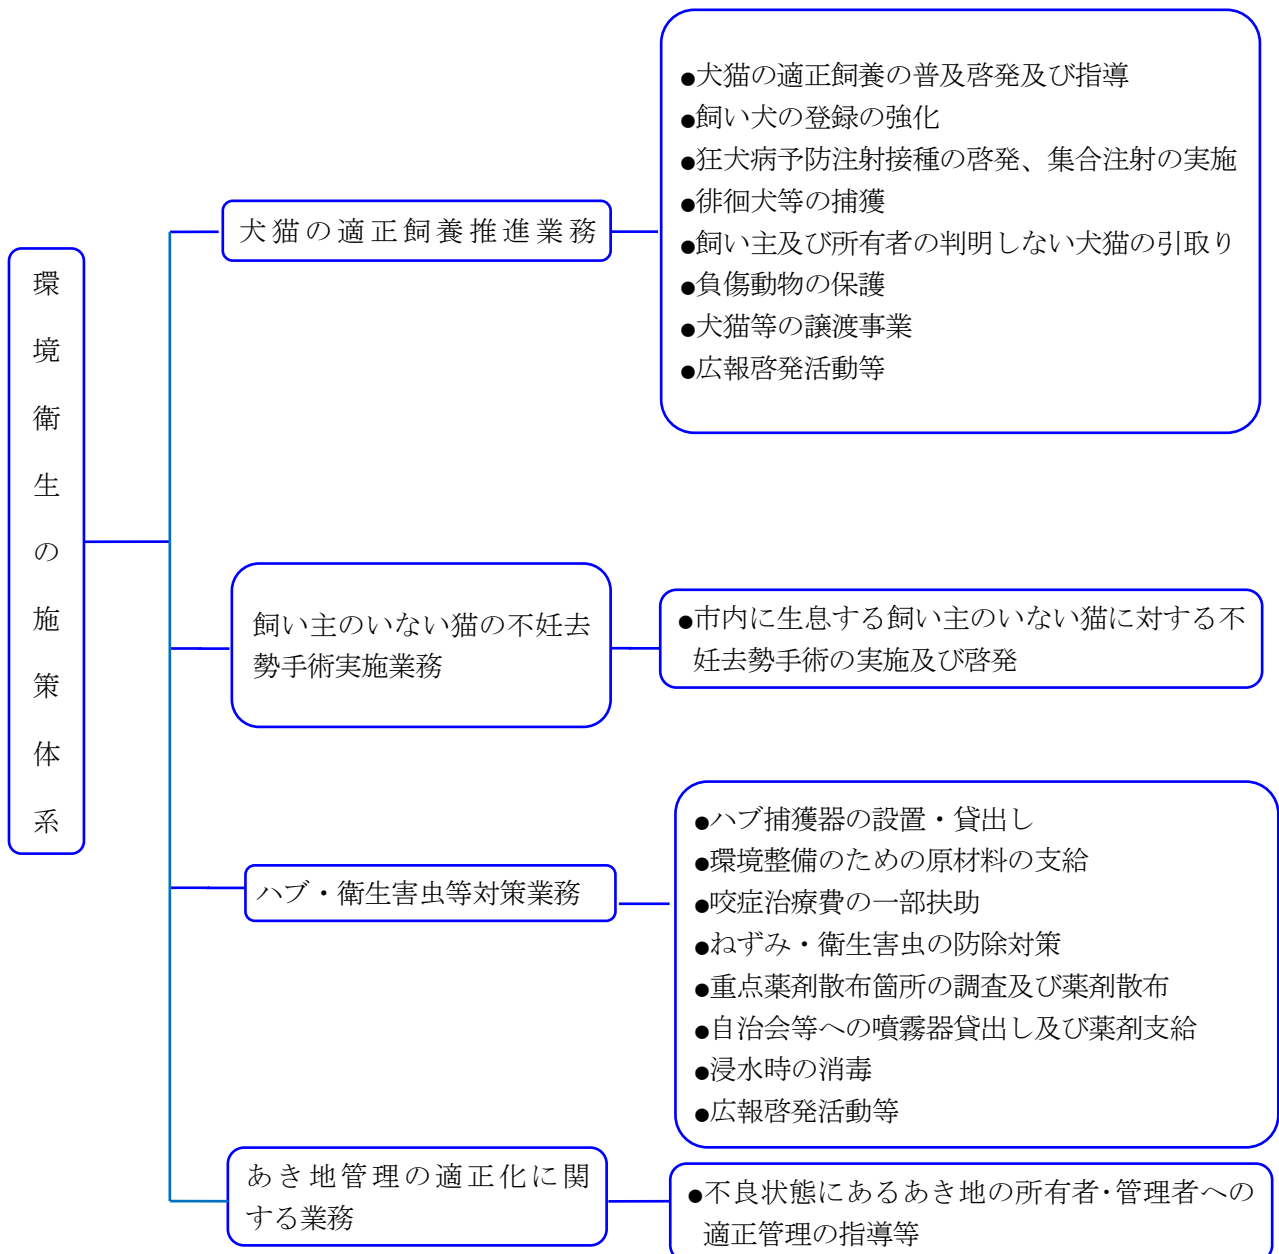 環境衛生の施策体系
犬猫の適正飼養推進業務
●犬猫の適正飼養の普及啓発及び指導
●飼い犬の登録の強化
●狂犬病予防注射接種の啓発、集合注射の実施
●徘徊犬等の捕獲
●飼い主及び所有者の判明しない犬猫の引取り
●負傷動物の保護
●犬猫等の譲渡事業
●広報啓発活動等
飼い主のいない猫の不妊去
勢手術実施業務
●市内に生息する飼い主のいない猫に対する不
妊去勢手術の実施及び啓発
ハブ・衛生害虫等対策業務
●ハブ捕獲器の設置・貸出し
●環境整備のための原材料の支給
●咬症治療費の一部扶助
●ねずみ・衛生害虫の防除対策
●重点薬剤散布箇所の調査及び薬剤散布
●自治会等への噴霧器貸出し及び薬剤支給
●浸水時の消毒
●広報啓発活動等
あき地管理の適正化に関
する業務
●不良状態にあるあき地の所有者・管理者への
適正管理の指導等